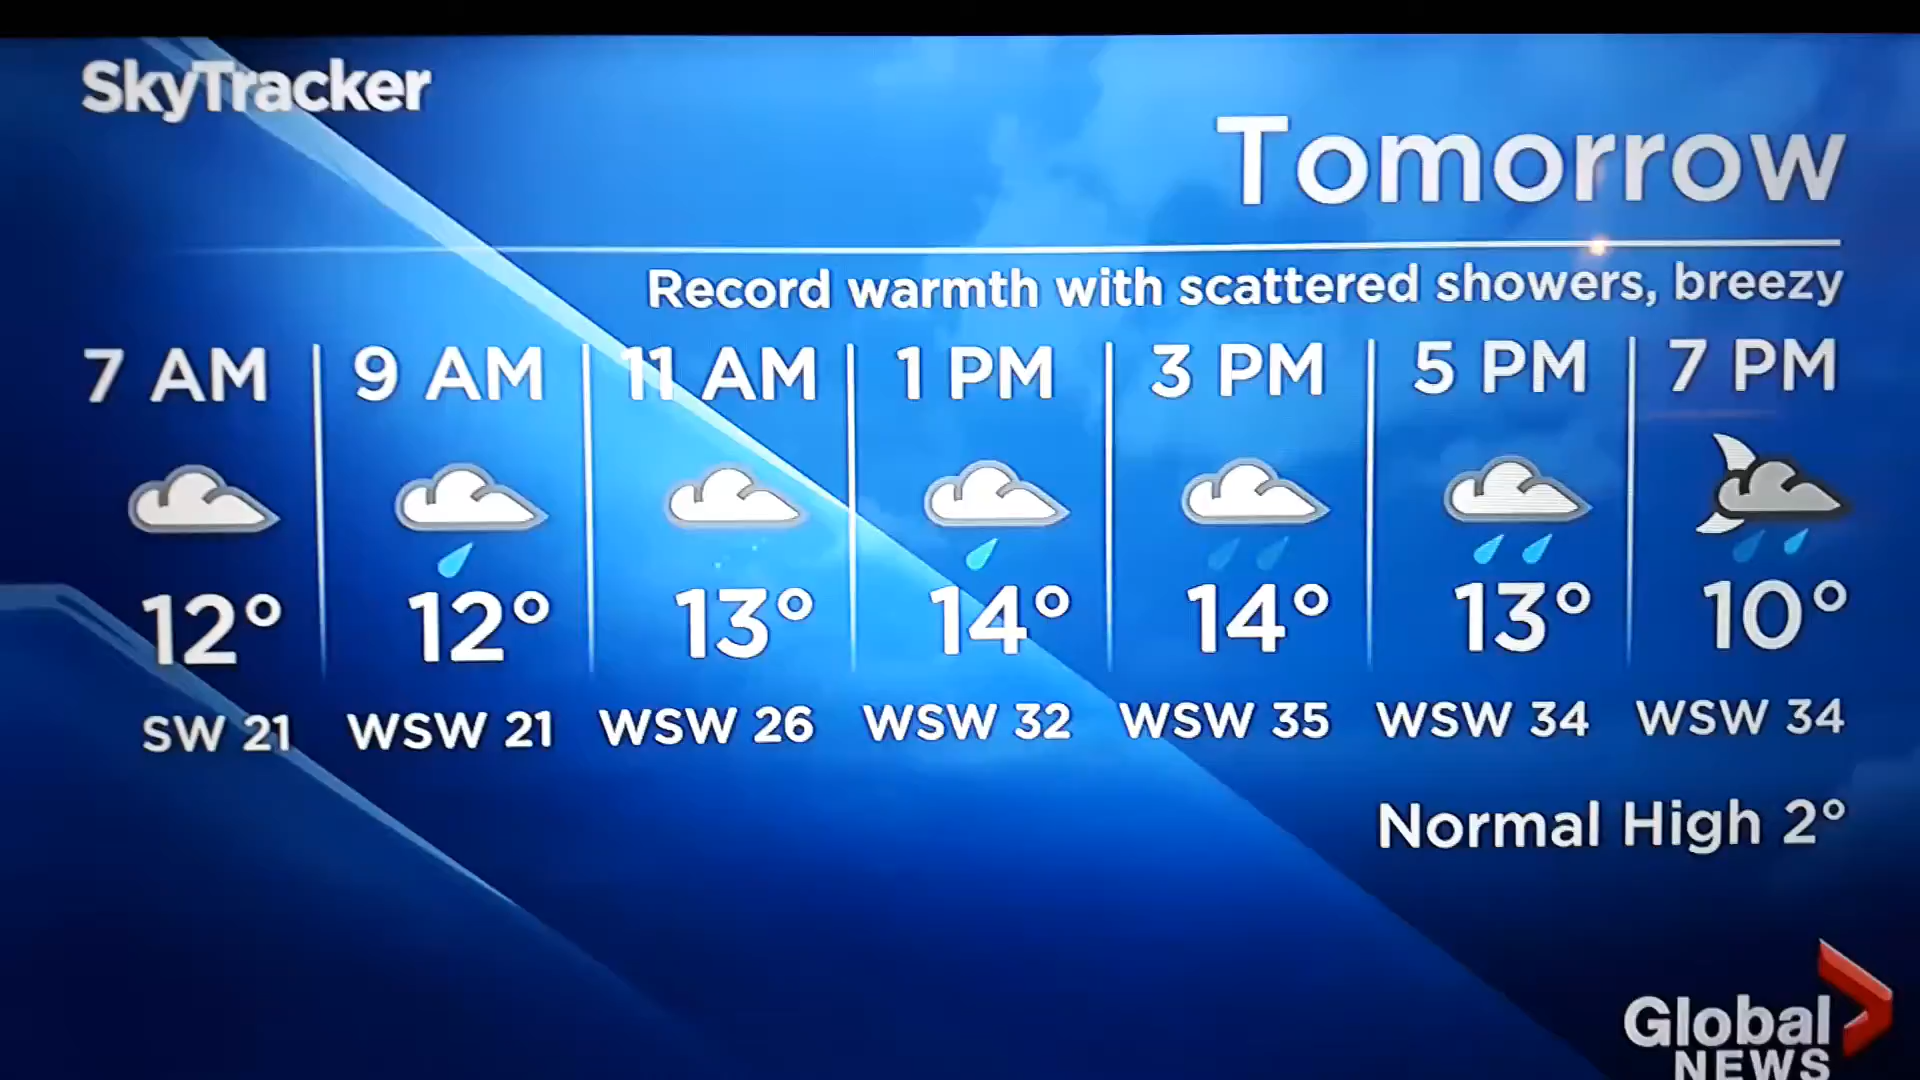 SkyTracker
Tomorrow
Record warmth with scattered showers, breezy
7 AM 9 AM 11 AM 1 PM 3 PM 5 PM 7 PM
12° 12° 13° 14° 14° 13° 10°
SW 21 WSW 21 WSW 26 WSW 32 WSW 35 WSW 34 WSW 34
Normal High 2°
Global
NEWS